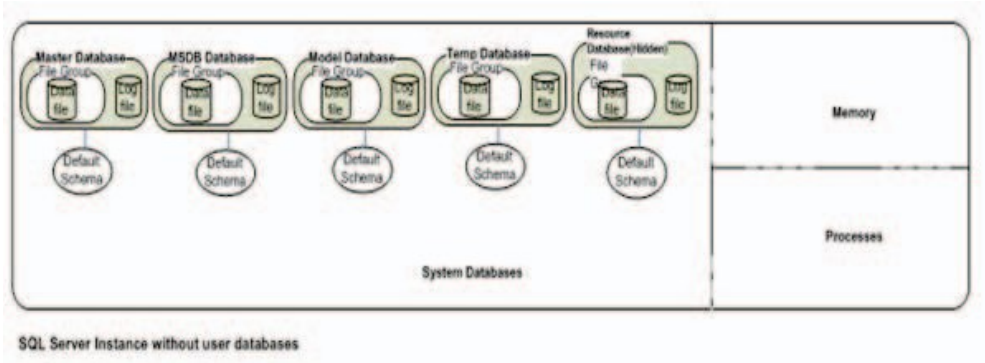 Master Database
File Group
Data
file
Log
file
Default
Schema
MSDB Database
File Group
Data
file
Log
file
Default
Schema
Model Database
File Group
Data
file
Log
file
Default
Schema
Temp Database
File Group
Data
file
Log
file
Default
Schema
Resource
Database(Hidden)
File
G
Data
file
Log
file
Default
Schema
Memory
Processes
System Databases
SQL Server Instance without user databases